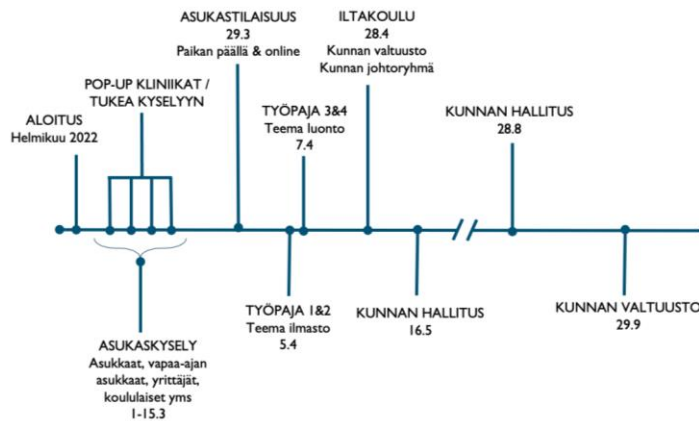 ASUKASTILAISUUS
29.3
Paikan päällä & online
ILTAKOULU
28.4
Kunnan valtuusto
Kunnan johtoryhmä
POP-UP KLINIIKAT /
TUKEA KYSELYYN
ALOITUS
Helmikuu 2022
TYÖPAJA 3&4
Teema luonto
7.4
KUNNAN HALLITUS
28.8
ASUKASKYSELY
Asukkaat, vapaa-ajan
asukkaat, yrittäjät,
koululaiset yms
1-15.3
TYÖPAJA 1&2
Teema ilmasto
5.4
KUNNAN HALLITUS
16.5
KUNNAN VALTUUSTO
29.9